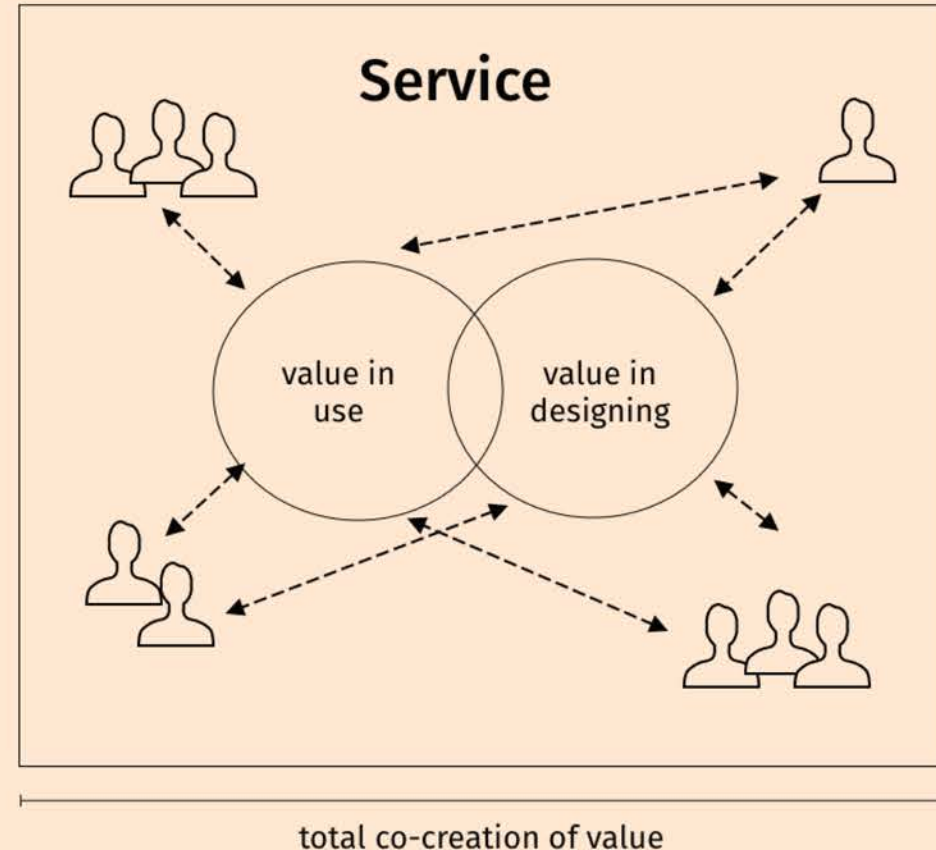 Service
value in
use
value in
designing
total co-creation of value